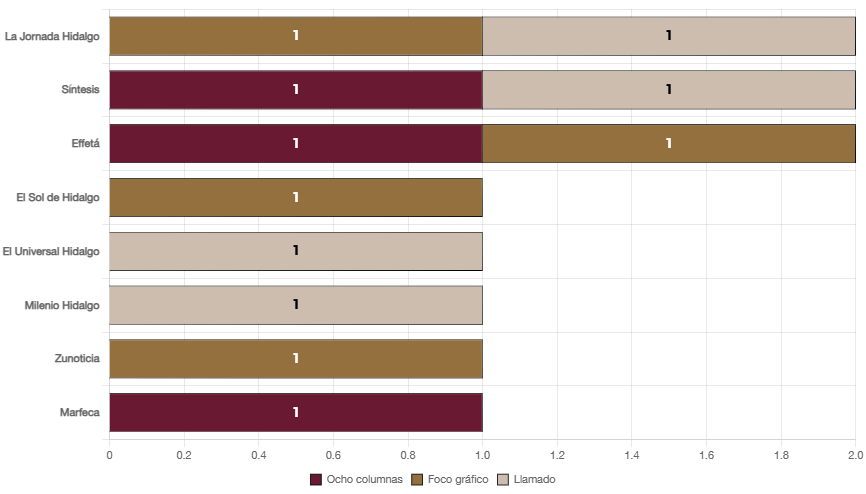 La Jornada Hidalgo 1 1
Síntesis 1 1
Effetá 1 1
El Sol de Hidalgo 1
El Universal Hidalgo 1
Milenio Hidalgo 1
Zunoticia 1
Marfeca 1
0 0.2 0.4 0.6 0.8 1.0 1.2 1.4 1.6 1.8 2.0
Ocho columnas Foco gráfico Llamado